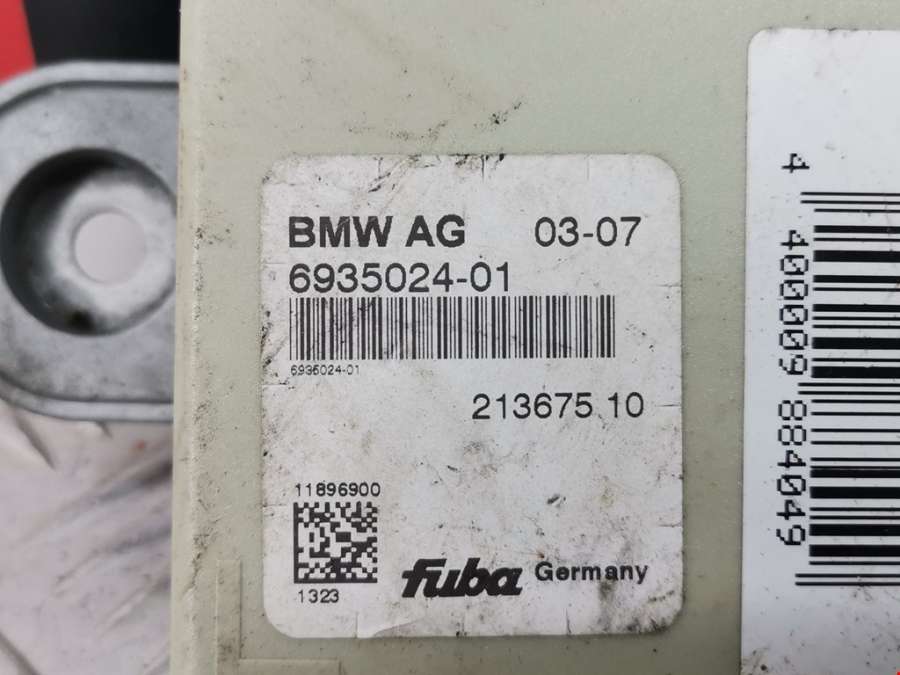 BMW AG 03-07
6935024-01
6935024-01
213675 10
11896900
1323
fuba Germany
4 400009 884049